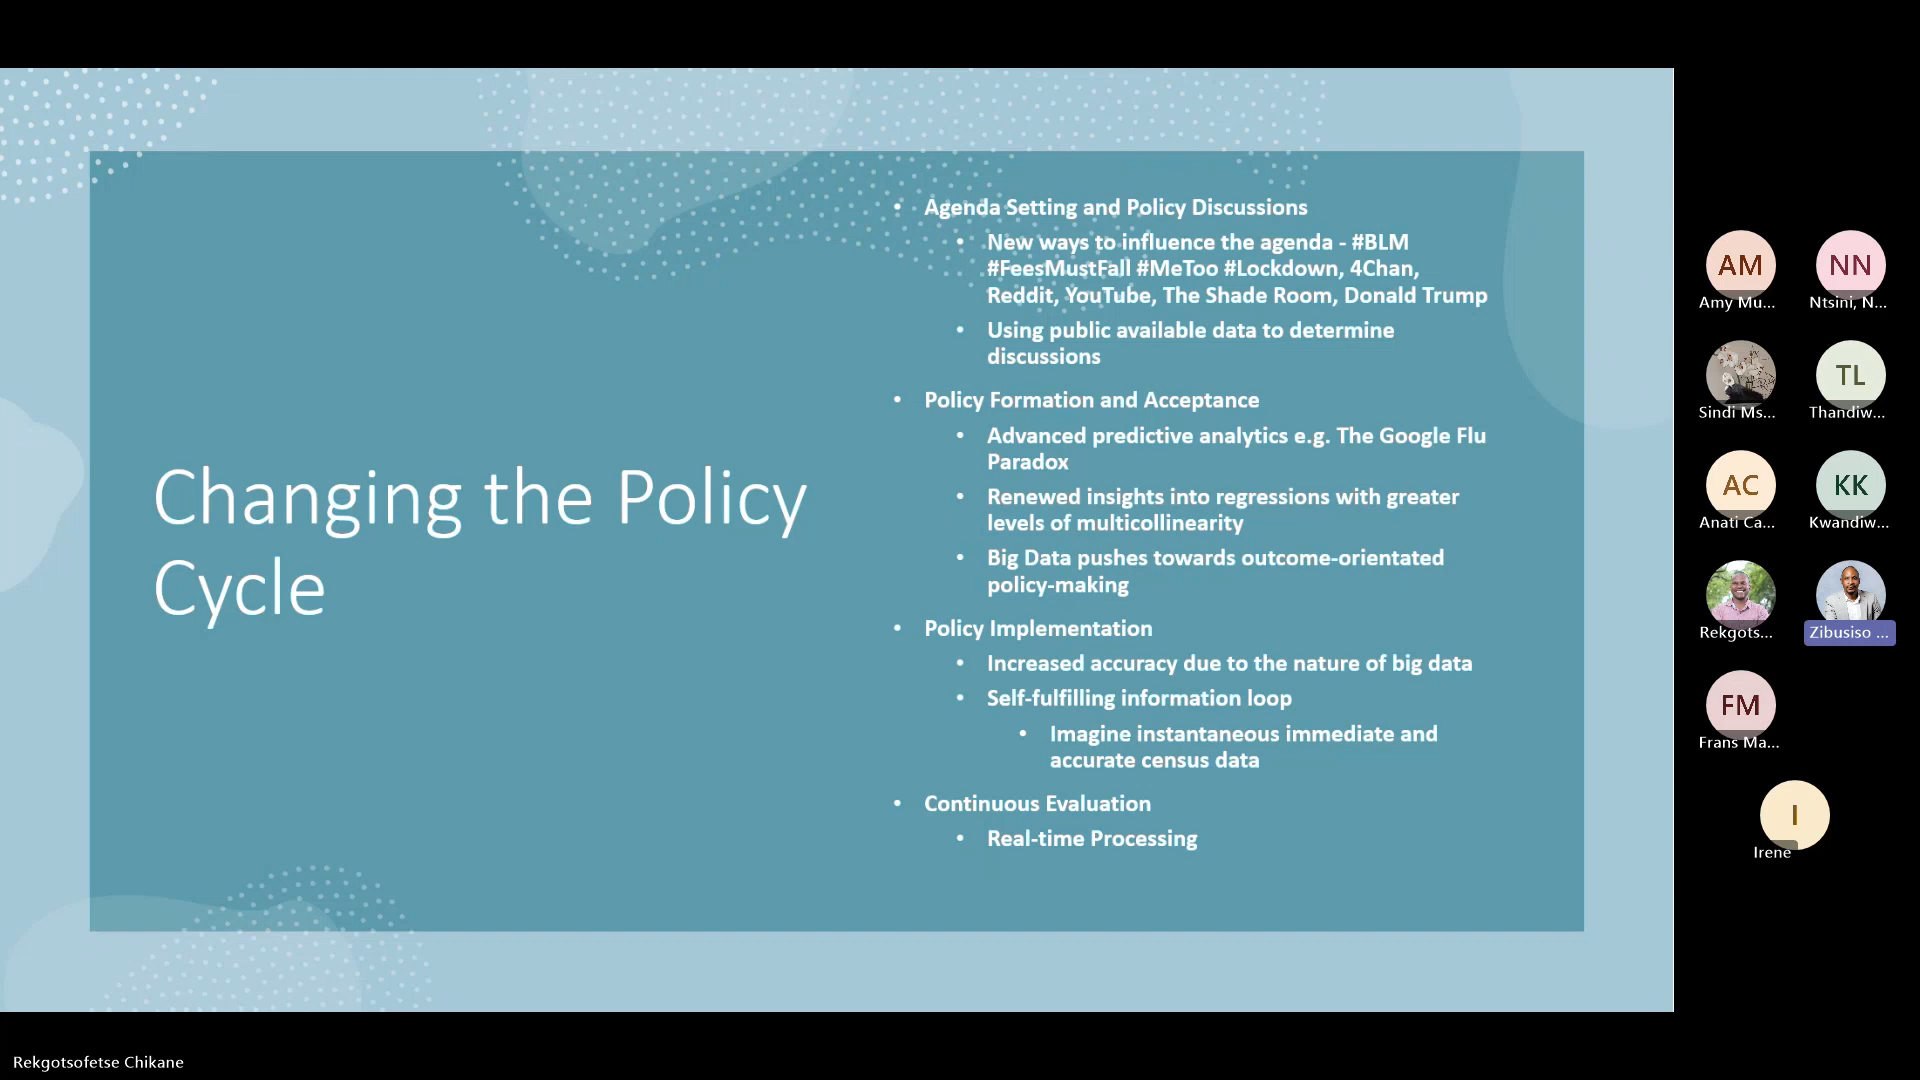 Changing the Policy
Cycle
• Agenda Setting and Policy Discussions
• New ways to influence the agenda - #BLM
#FeesMustFall #MeToo #Lockdown, 4Chan,
Reddit, YouTube, The Shade Room, Donald Trump
• Using public available data to determine
discussions
• Policy Formation and Acceptance
• Advanced predictive analytics e.g. The Google Flu
Paradox
• Renewed insights into regressions with greater
levels of multicollinearity
• Big Data pushes towards outcome-orientated
policy-making
• Policy Implementation
• Increased accuracy due to the nature of big data
• Self-fulfilling information loop
• Imagine instantaneous immediate and
accurate census data
• Continuous Evaluation
• Real-time Processing
AM
Amy Mu...
NN
Ntsini, N...
Sindi Ms...
TL
Thandiw...
AC
Anati Ca...
KK
Kwandiw...
Rekgots...
Zibusiso ...
FM
Frans Ma...
I
Irene
Rekgotsofetse Chikane